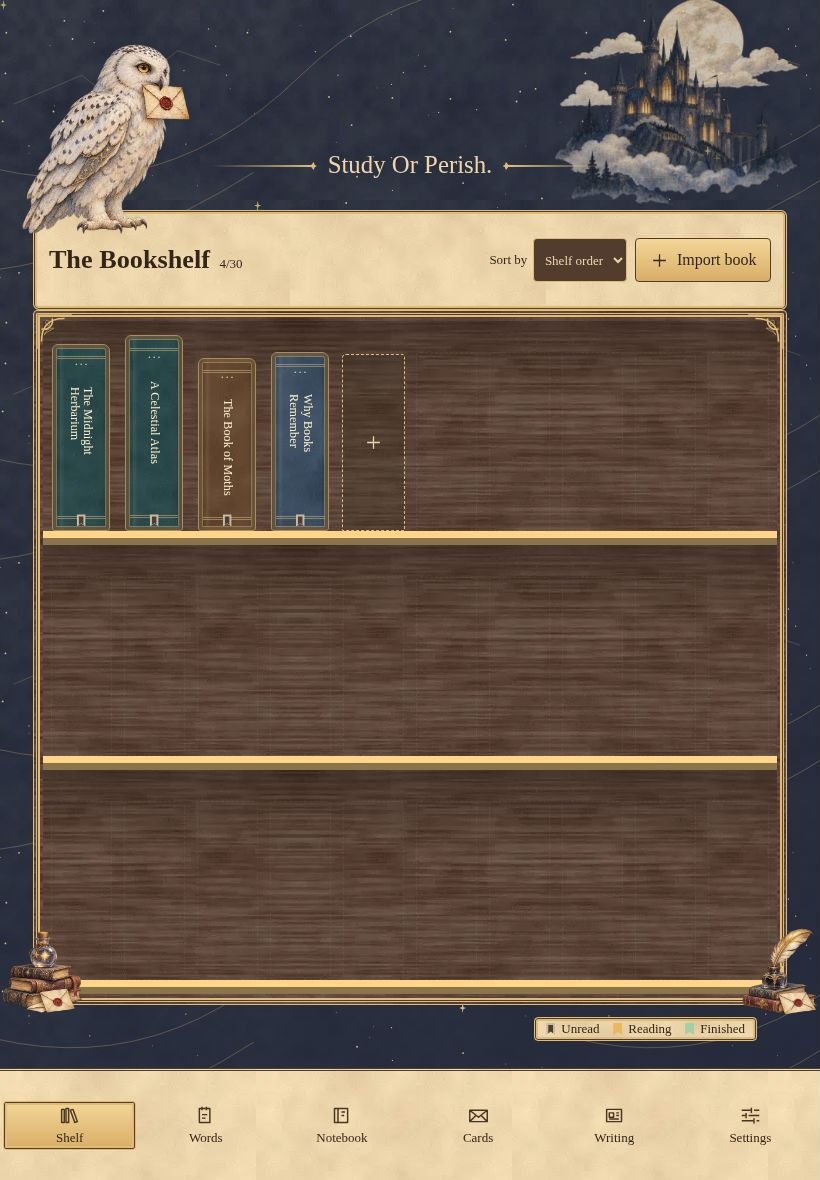 Study Or Perish.
The Bookshelf 4/30
Sort by Shelf order + Import book
The Midnight
Herbarium
A Celestial Atlas
The Book of Moths
Why Books
Remember
+
Unread Reading Finished
Shelf Words Notebook Cards Writing Settings